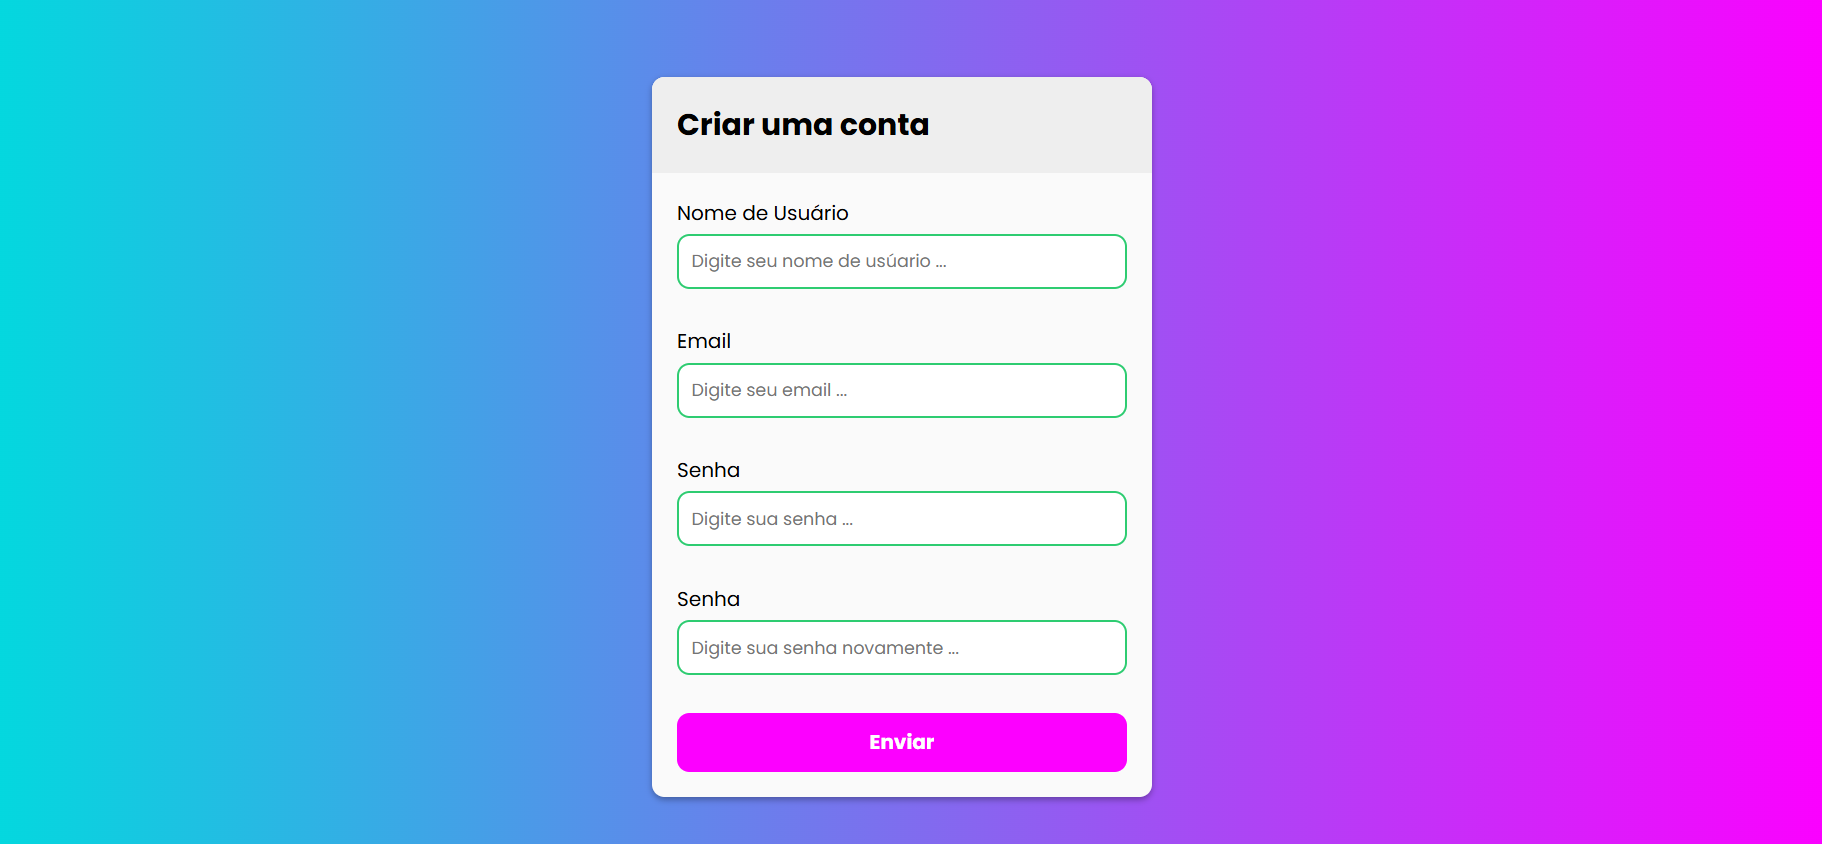 Criar uma conta
Nome de Usuário
Digite seu nome de usúario ...
Email
Digite seu email ...
Senha
Digite sua senha ...
Senha
Digite sua senha novamente ...
Enviar